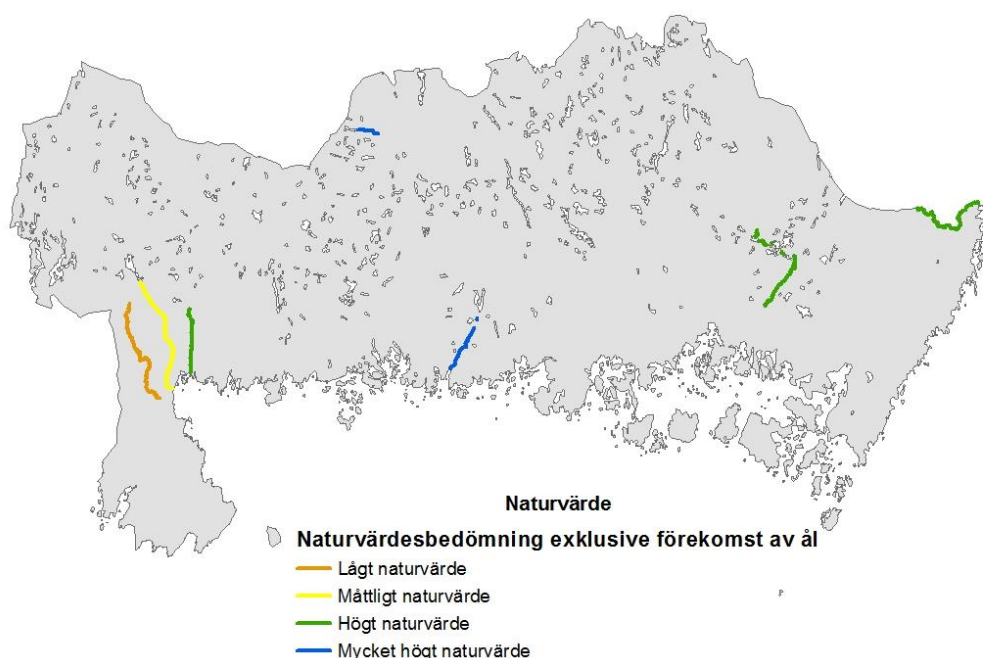 Naturvärde
Naturvärdesbedömning exklusive förekomst av ål
Lågt naturvärde
Måttligt naturvärde
Högt naturvärde
Mycket högt naturvärde